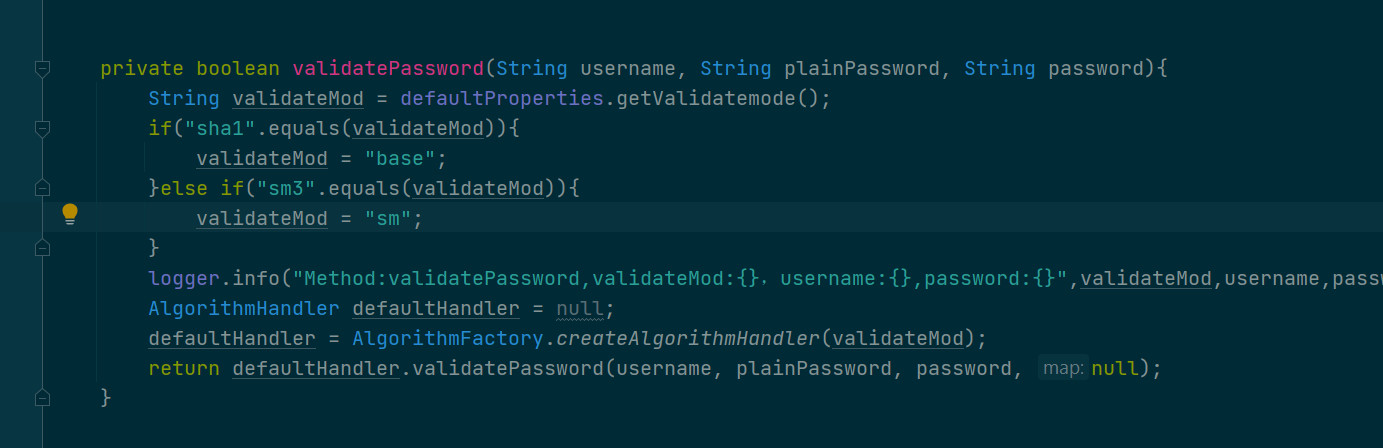 private boolean validatePassword(String username, String plainPassword, String password){
String validateMod = defaultProperties.getValidatemode();
if("sha1".equals(validateMod)){
validateMod = "base";
}else if("sm3".equals(validateMod)){
validateMod = "sm";
}
logger.info("Method:validatePassword,validateMod:{}，username:{},password:{}",validateMod,username,passw
AlgorithmHandler defaultHandler = null;
defaultHandler = AlgorithmFactory.createAlgorithmHandler(validateMod);
return defaultHandler.validatePassword(username, plainPassword, password, map: null);
}